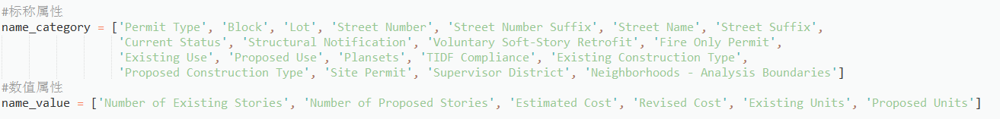 #标称属性
name_category = ['Permit Type', 'Block', 'Lot', 'Street Number', 'Street Number Suffix', 'Street Name', 'Street Suffix',
'Current Status', 'Structural Notification', 'Voluntary Soft-Story Retrofit', 'Fire Only Permit',
'Existing Use', 'Proposed Use', 'Plansets', 'TIDF Compliance', 'Existing Construction Type',
'Proposed Construction Type', 'Site Permit', 'Supervisor District', 'Neighborhoods - Analysis Boundaries']
#数值属性
name_value = ['Number of Existing Stories', 'Number of Proposed Stories', 'Estimated Cost', 'Revised Cost', 'Existing Units', 'Proposed Units']